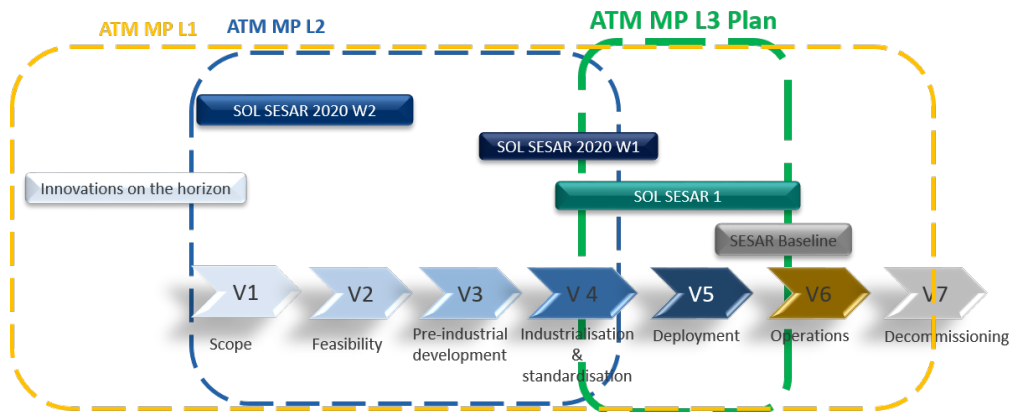 ATM MP L1
ATM MP L2
ATM MP L3 Plan
SOL SESAR 2020 W2
SOL SESAR 2020 W1
Innovations on the horizon
SOL SESAR 1
SESAR Baseline
V1
V2
V3
V 4
V5
V6
V7
Scope
Feasibility
Pre-industrial
development
Industrialisation
&
standardisation
Deployment
Operations
Decommissioning